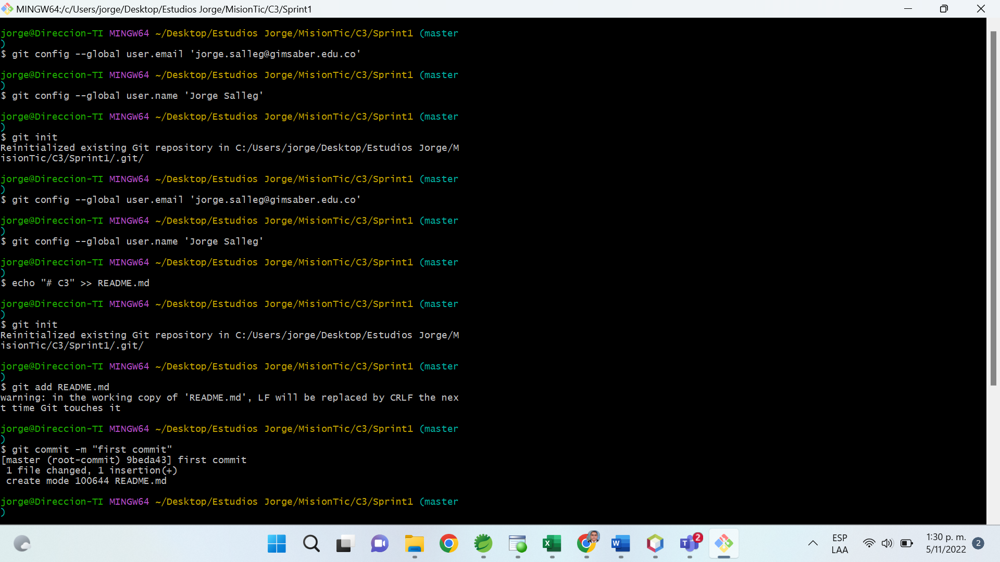 MINGW64:/c/Users/jorge/Desktop/Estudios Jorge/MisionTic/C3/Sprint1
jorge@Direccion-TI MINGW64 ~/Desktop/Estudios Jorge/MisionTic/C3/Sprint1 (master
)
$ git config --global user.email 'jorge.salleg@gimsaber.edu.co'
jorge@Direccion-TI MINGW64 ~/Desktop/Estudios Jorge/MisionTic/C3/Sprint1 (master
)
$ git config --global user.name 'Jorge Salleg'
jorge@Direccion-TI MINGW64 ~/Desktop/Estudios Jorge/MisionTic/C3/Sprint1 (master
)
$ git init
Reinitialized existing Git repository in C:/Users/jorge/Desktop/Estudios Jorge/M
isionTic/C3/Sprint1/.git/
jorge@Direccion-TI MINGW64 ~/Desktop/Estudios Jorge/MisionTic/C3/Sprint1 (master
)
$ git config --global user.email 'jorge.salleg@gimsaber.edu.co'
jorge@Direccion-TI MINGW64 ~/Desktop/Estudios Jorge/MisionTic/C3/Sprint1 (master
)
$ git config --global user.name 'Jorge Salleg'
jorge@Direccion-TI MINGW64 ~/Desktop/Estudios Jorge/MisionTic/C3/Sprint1 (master
)
$ echo "# C3" >> README.md
jorge@Direccion-TI MINGW64 ~/Desktop/Estudios Jorge/MisionTic/C3/Sprint1 (master
)
$ git init
Reinitialized existing Git repository in C:/Users/jorge/Desktop/Estudios Jorge/M
isionTic/C3/Sprint1/.git/
jorge@Direccion-TI MINGW64 ~/Desktop/Estudios Jorge/MisionTic/C3/Sprint1 (master
)
$ git add README.md
warning: in the working copy of 'README.md', LF will be replaced by CRLF the nex
t time Git touches it
jorge@Direccion-TI MINGW64 ~/Desktop/Estudios Jorge/MisionTic/C3/Sprint1 (master
)
$ git commit -m "first commit"
[master (root-commit) 9beda43] first commit
 1 file changed, 1 insertion(+)
 create mode 100644 README.md
jorge@Direccion-TI MINGW64 ~/Desktop/Estudios Jorge/MisionTic/C3/Sprint1 (master
)
X
W
T
2
ESP
LAA
1:30 p. m.
5/11/2022
2